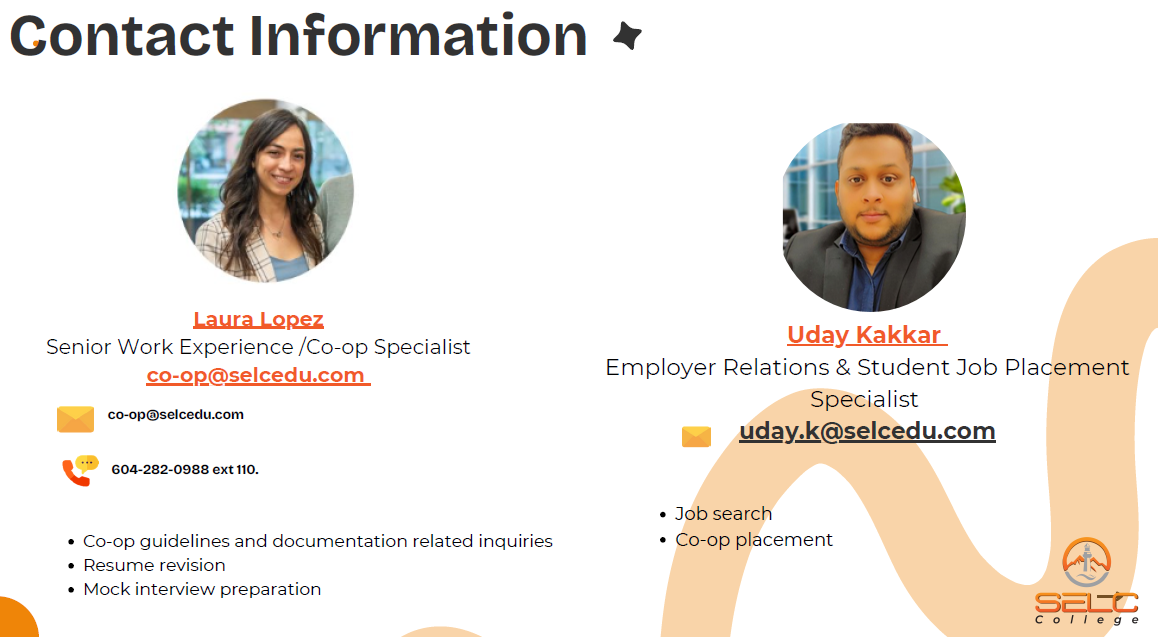 Contact Information
Laura Lopez
Senior Work Experience /Co-op Specialist
co-op@selcedu.com
co-op@selcedu.com
604-282-0988 ext 110.
• Co-op guidelines and documentation related inquiries
• Resume revision
• Mock interview preparation
Uday Kakkar
Employer Relations & Student Job Placement
Specialist
uday.k@selcedu.com
• Job search
• Co-op placement
SELC
College